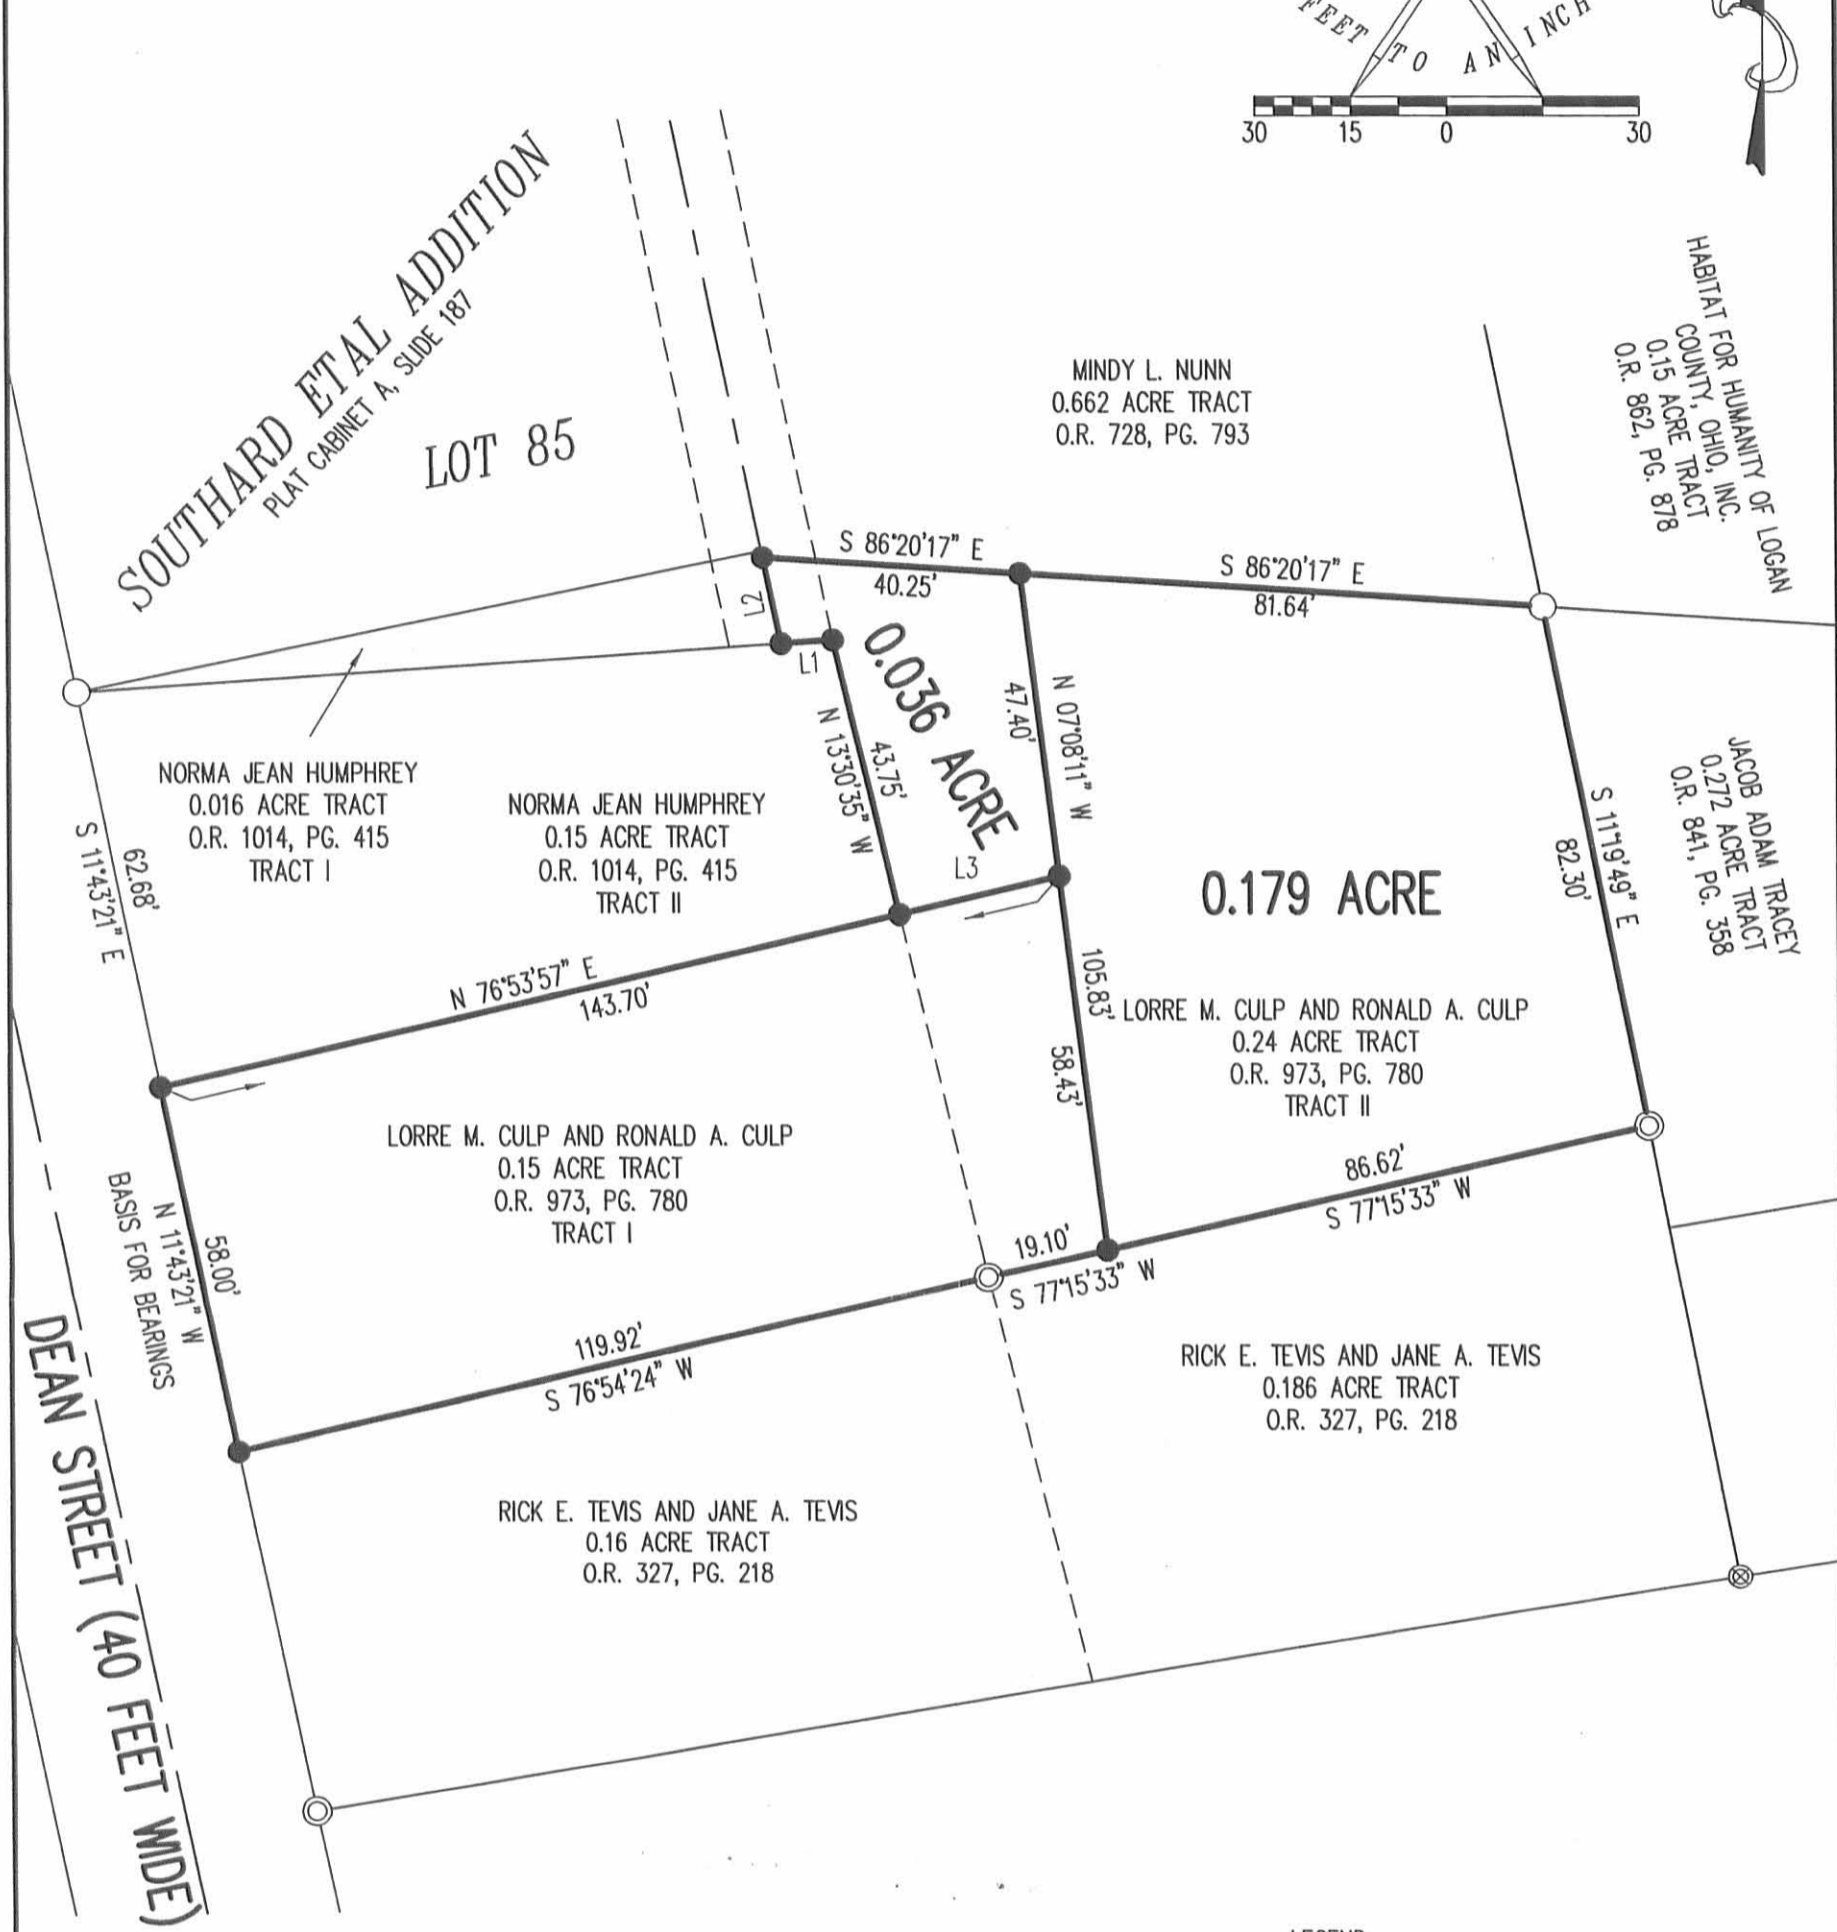 FEET TO AN INCH
30 15 0 30
SOUTHARD ETAL ADDITION
PLAT CABINET A, SLIDE 187
LOT 85
MINDY L. NUNN
0.662 ACRE TRACT
O.R. 728, PG. 793
HABITAT FOR HUMANITY OF LOGAN
COUNTY, OHIO, INC.
0.15 ACRE TRACT
O.R. 862, PG. 878
S 86°20'17" E
40.25'
S 86°20'17" E
81.64'
L2
L1
0.036 ACRE
N 13°30'35" W
43.75'
47.40'
N 07°08'11" W
NORMA JEAN HUMPHREY
0.016 ACRE TRACT
O.R. 1014, PG. 415
TRACT I
NORMA JEAN HUMPHREY
0.15 ACRE TRACT
O.R. 1014, PG. 415
TRACT II
S 11°43'21" E
62.68'
L3
0.179 ACRE
S 11°19'49" E
82.30'
JACOB ADAM TRACEY
0.272 ACRE TRACT
O.R. 841, PG. 358
N 76°53'57" E
143.70'
105.83'
58.43'
LORRE M. CULP AND RONALD A. CULP
0.24 ACRE TRACT
O.R. 973, PG. 780
TRACT II
LORRE M. CULP AND RONALD A. CULP
0.15 ACRE TRACT
O.R. 973, PG. 780
TRACT I
BASIS FOR BEARINGS
N 11°43'21" W
58.00'
86.62'
S 77°15'33" W
19.10'
S 77°15'33" W
119.92'
S 76°54'24" W
RICK E. TEVIS AND JANE A. TEVIS
0.186 ACRE TRACT
O.R. 327, PG. 218
RICK E. TEVIS AND JANE A. TEVIS
0.16 ACRE TRACT
O.R. 327, PG. 218
DEAN STREET (40 FEET WIDE)